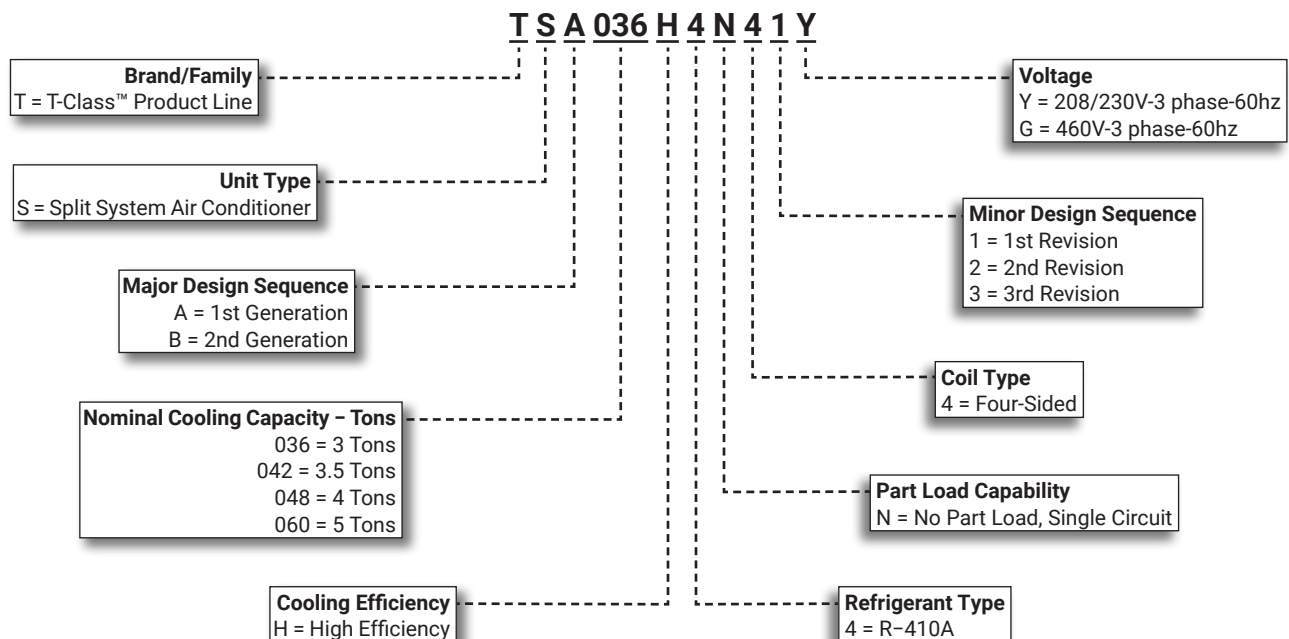 T S A 036 H 4 N 4 1 Y
Brand/Family
T = T-Class™ Product Line
Voltage
Y = 208/230V-3 phase-60hz
G = 460V-3 phase-60hz
Unit Type
S = Split System Air Conditioner
Minor Design Sequence
1 = 1st Revision
2 = 2nd Revision
3 = 3rd Revision
Major Design Sequence
A = 1st Generation
B = 2nd Generation
Coil Type
4 = Four-Sided
Nominal Cooling Capacity – Tons
036 = 3 Tons
042 = 3.5 Tons
048 = 4 Tons
060 = 5 Tons
Part Load Capability
N = No Part Load, Single Circuit
Cooling Efficiency
H = High Efficiency
Refrigerant Type
4 = R–410A